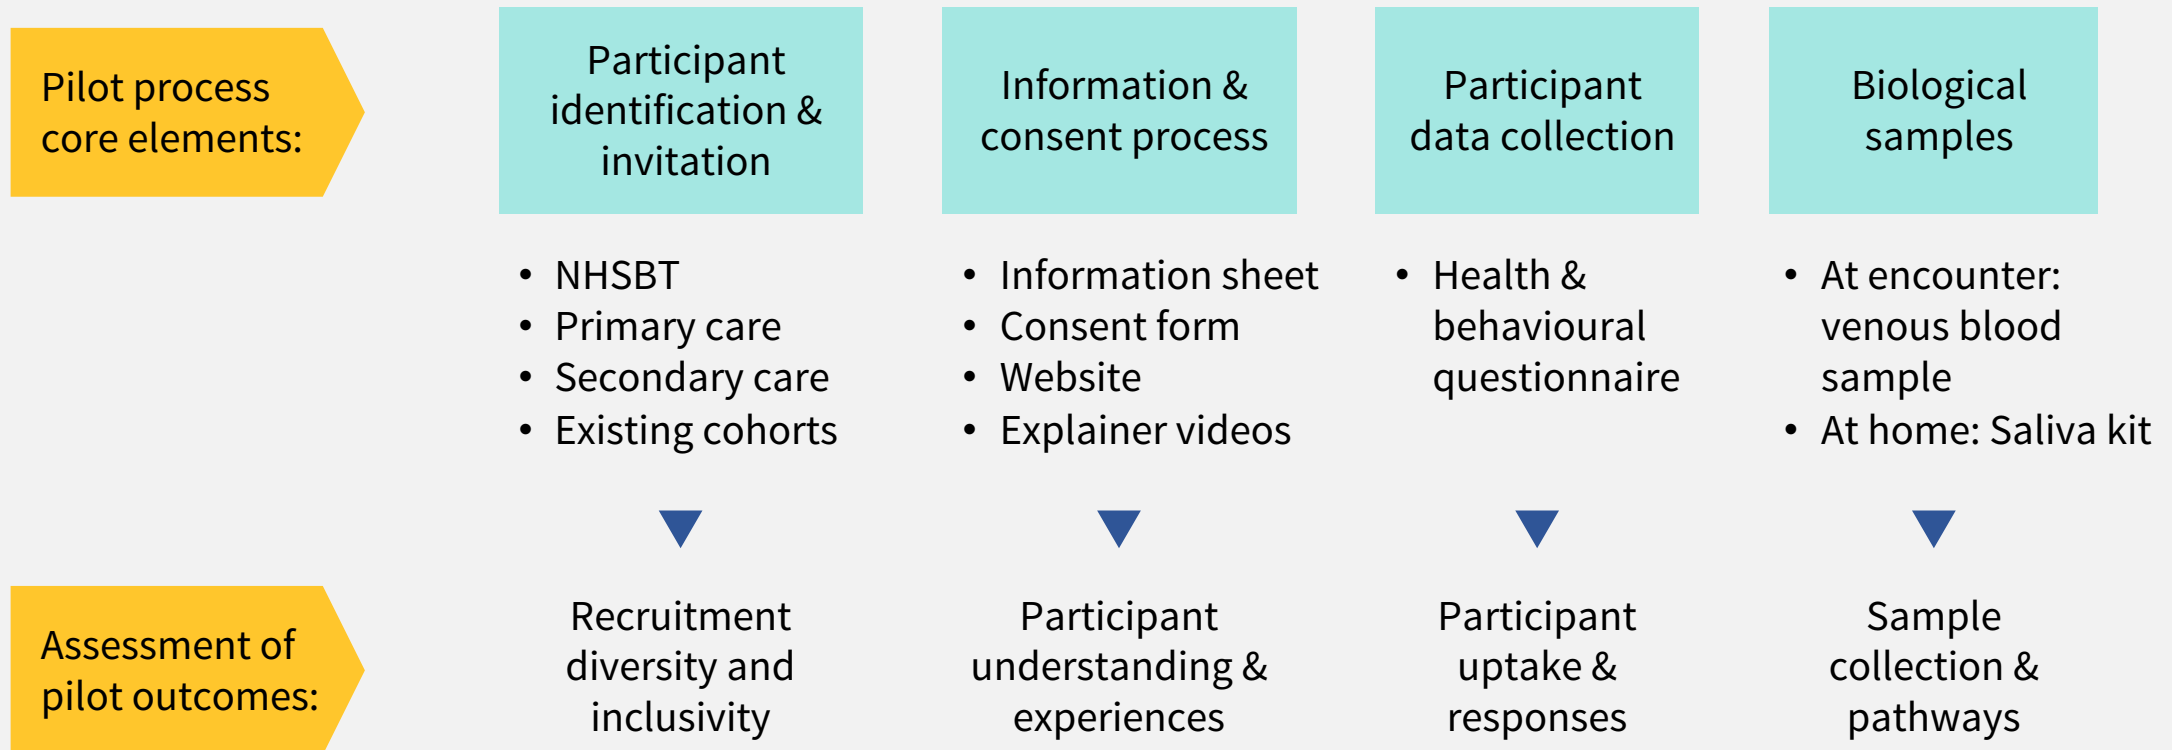 Pilot process
core elements:
Participant
identification &
invitation
Information &
consent process
Participant
data collection
Biological
samples
• NHSBT
• Primary care
• Secondary care
• Existing cohorts
• Information sheet
• Consent form
• Website
• Explainer videos
• Health &
behavioural
questionnaire
• At encounter:
venous blood
sample
• At home: Saliva kit
Assessment of
pilot outcomes:
Recruitment
diversity and
inclusivity
Participant
understanding &
experiences
Participant
uptake &
responses
Sample
collection &
pathways